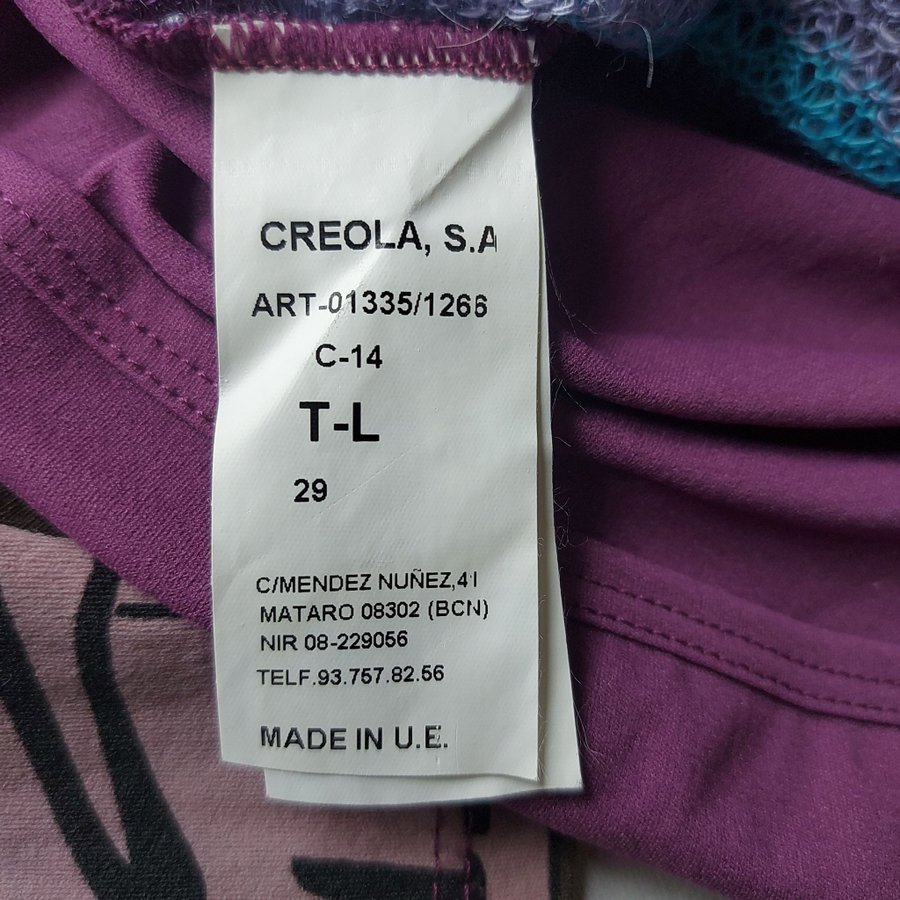 CREOLA, S.A
ART-01335/1266
C-14
T-L
29
C/MENDEZ NUÑEZ,41
MATARO 08302 (BCN)
NIR 08-229056
TELF.93.757.82.56
MADE IN U.E.